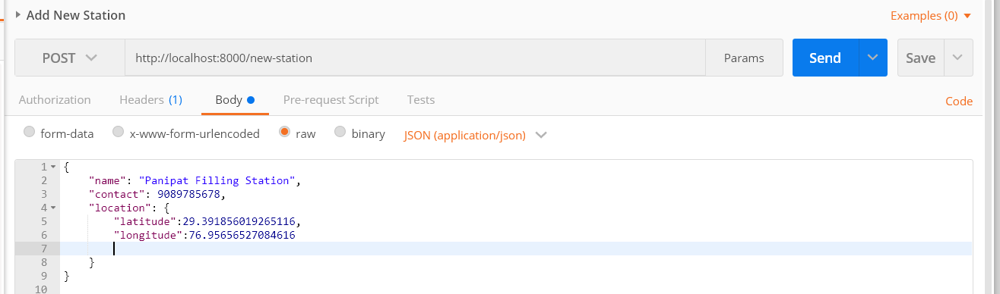 Add New Station
Examples (0)
POST
http://localhost:8000/new-station
Params
Send
Save
Authorization
Headers (1)
Body
Pre-request Script
Tests
Code
form-data
x-www-form-urlencoded
raw
binary
JSON (application/json)
1 {
2 "name": "Panipat Filling Station",
3 "contact": 9089785678,
4 "location": {
5 "latitude":29.391856019265116,
6 "longitude":76.95656527084616
7
8 }
9 }
10